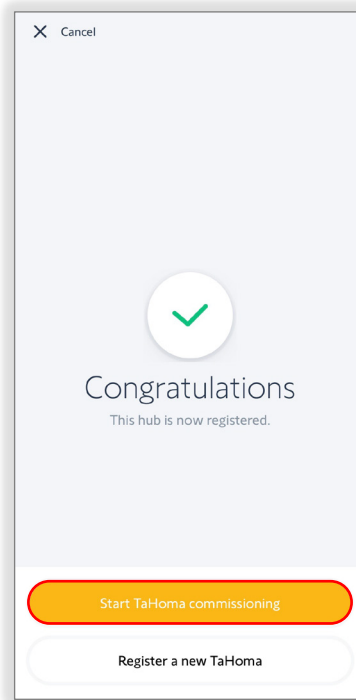 Cancel
Congratulations
This hub is now registered.
Start TaHoma commissioning
Register a new TaHoma